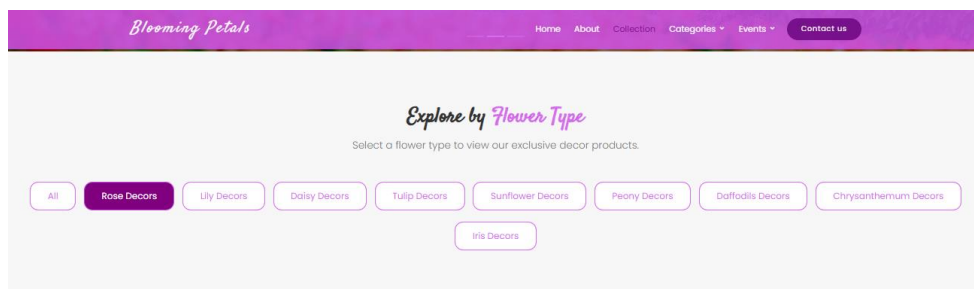 Blooming Petals Home About Collection Categories Events Contact us
Explore by Flower Type
Select a flower type to view our exclusive decor products.
All Rose Decors Lily Decors Daisy Decors Tulip Decors Sunflower Decors Peony Decors Daffodils Decors Chrysanthemum Decors
Iris Decors